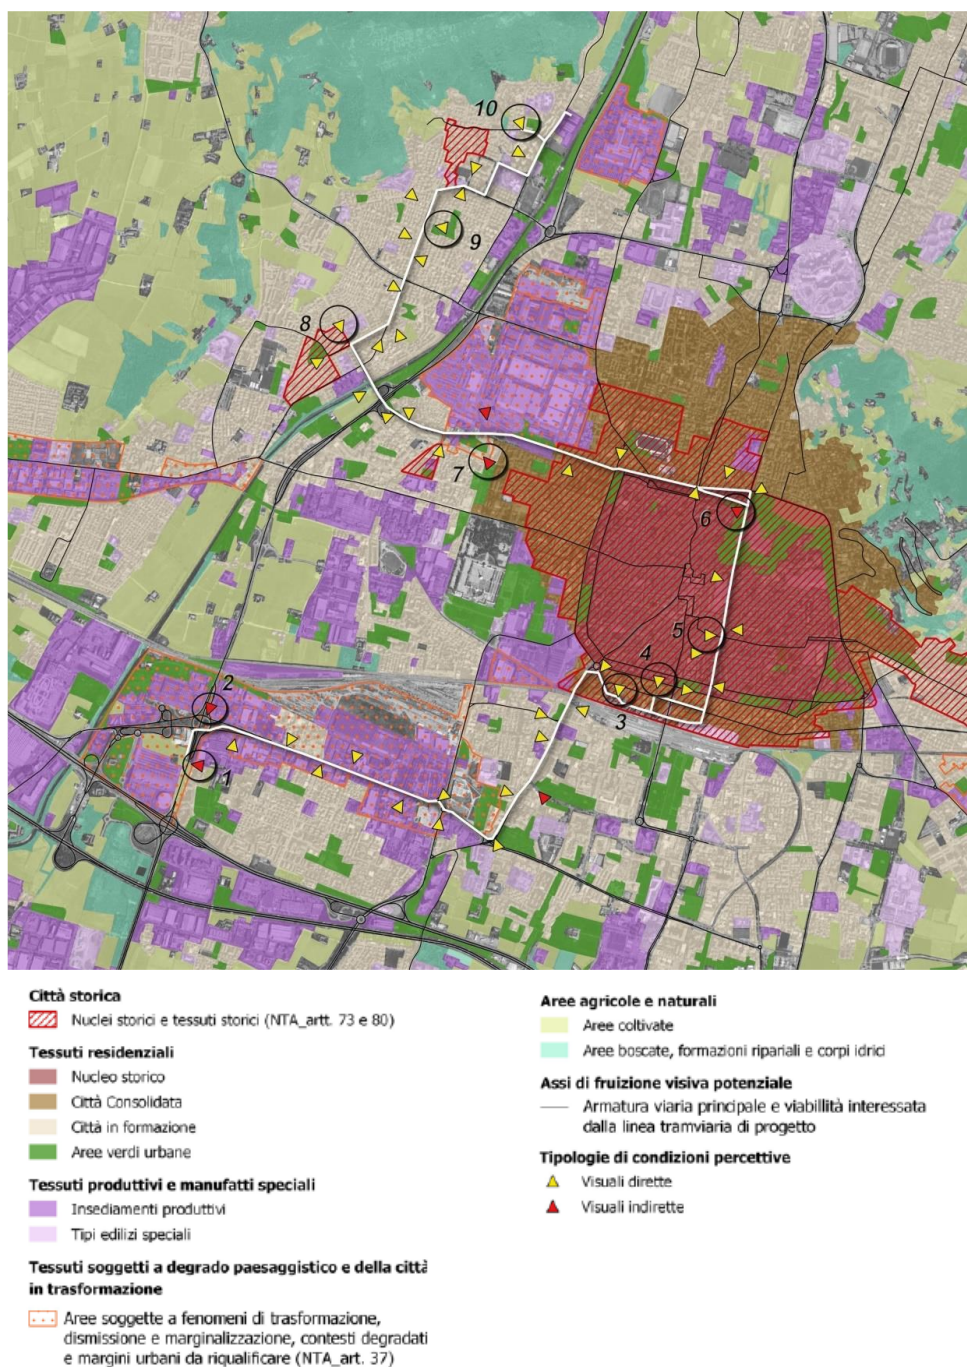 10
9
8
7
6
5
4
3
2
1
Città storica
Nuclei storici e tessuti storici (NTA_artt. 73 e 80)
Tessuti residenziali
Nucleo storico
Città Consolidata
Città in formazione
Aree verdi urbane
Tessuti produttivi e manufatti speciali
Insediamenti produttivi
Tipi edilizi speciali
Tessuti soggetti a degrado paesaggistico e della città
in trasformazione
Aree soggette a fenomeni di trasformazione,
dismissione e marginalizzazione, contesti degradati
e margini urbani da riqualificare (NTA_art. 37)
Aree agricole e naturali
Aree coltivate
Aree boscate, formazioni ripariali e corpi idrici
Assi di fruizione visiva potenziale
Armatura viaria principale e viabillità interessata
dalla linea tramviaria di progetto
Tipologie di condizioni percettive
Visuali dirette
Visuali indirette